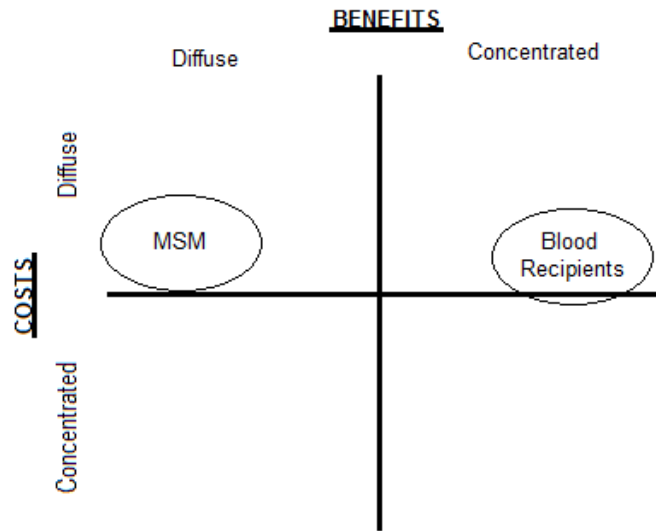 BENEFITS
Diffuse
Concentrated
Diffuse
MSM
Blood
Recipients
COSTS
Concentrated